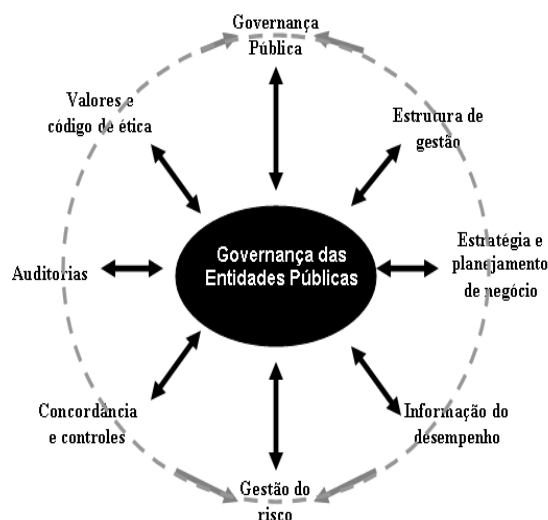 Governança
Pública
Valores e
código de ética
Estrutura de
gestão
Governança das
Entidades Públicas
Auditorias
Estratégia e
planejamento
de negócio
Concordância
e controles
Informação do
desempenho
Gestão do
risco